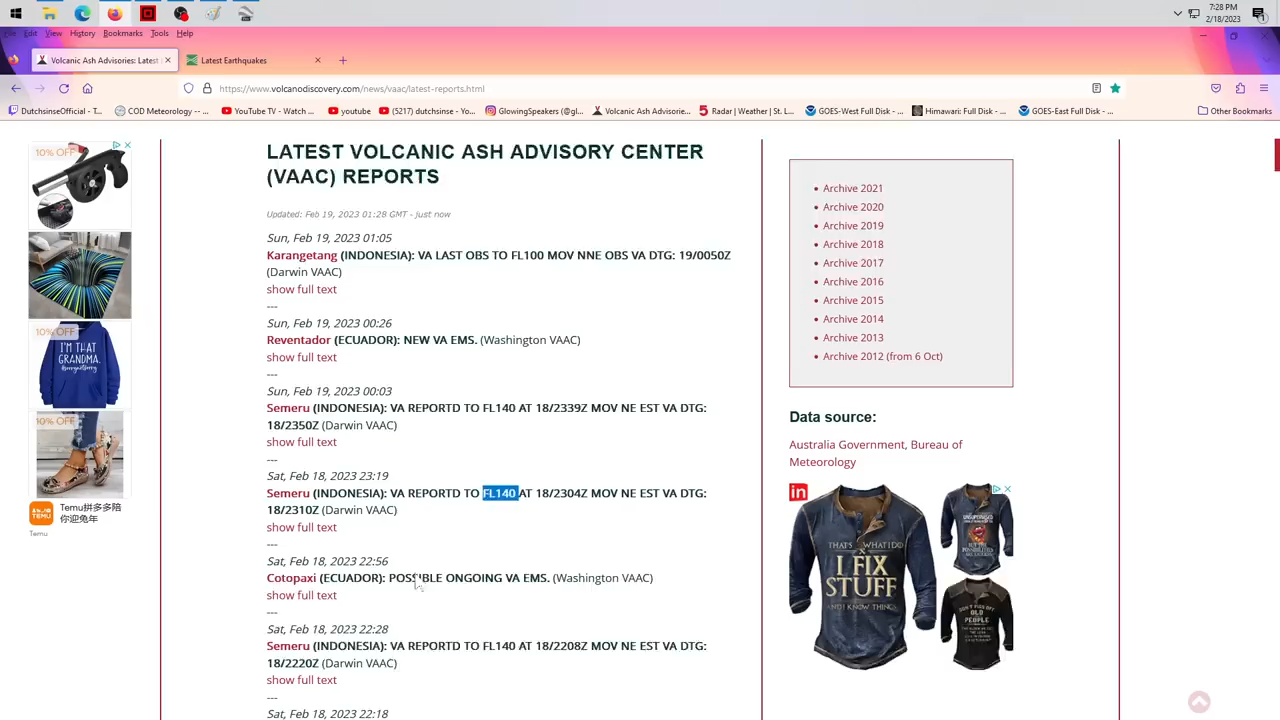 7:28 PM
2/18/2023
File Edit View History Bookmarks Tools Help
Volcanic Ash Advisories: Latest
Latest Earthquakes
https://www.volcanodiscovery.com/news/vaac/latest-reports.html
DutchsinseOfficial - T...
COD Meteorology -- ...
YouTube TV - Watch ...
youtube
(5217) dutchsinse - Yo...
GlowingSpeakers (@gl...
Volcanic Ash Advisorie...
Radar | Weather | St. L...
GOES-West Full Disk - ...
Himawari: Full Disk - ...
GOES-East Full Disk - ...
Other Bookmarks
LATEST VOLCANIC ASH ADVISORY CENTER
(VAAC) REPORTS
Updated: Feb 19, 2023 01:28 GMT - just now
Sun, Feb 19, 2023 01:05
Karangetang (INDONESIA): VA LAST OBS TO FL100 MOV NNE OBS VA DTG: 19/0050Z
(Darwin VAAC)
show full text
---
Sun, Feb 19, 2023 00:26
Reventador (ECUADOR): NEW VA EMS. (Washington VAAC)
show full text
---
Sun, Feb 19, 2023 00:03
Semeru (INDONESIA): VA REPORTD TO FL140 AT 18/2339Z MOV NE EST VA DTG:
18/2350Z (Darwin VAAC)
show full text
---
Sat, Feb 18, 2023 23:19
Semeru (INDONESIA): VA REPORTD TO FL140 AT 18/2304Z MOV NE EST VA DTG:
18/2310Z (Darwin VAAC)
show full text
---
Sat, Feb 18, 2023 22:56
Cotopaxi (ECUADOR): POSSIBLE ONGOING VA EMS. (Washington VAAC)
show full text
---
Sat, Feb 18, 2023 22:28
Semeru (INDONESIA): VA REPORTD TO FL140 AT 18/2208Z MOV NE EST VA DTG:
18/2220Z (Darwin VAAC)
show full text
---
Sat, Feb 18, 2023 22:18
Archive 2021
Archive 2020
Archive 2019
Archive 2018
Archive 2017
Archive 2016
Archive 2015
Archive 2014
Archive 2013
Archive 2012 (from 6 Oct)
Data source:
Australia Government, Bureau of
Meteorology
10% OFF
10% OFF
I'M THAT
GRANDMA.
10% OFF
TEMU
Temu拼多多陪
你迎兔年
Temu
in
THAT'S WHAT I DO
I FIX
STUFF
AND I KNOW THINGS
DON'T PISS OFF
OLD
PEOPLE